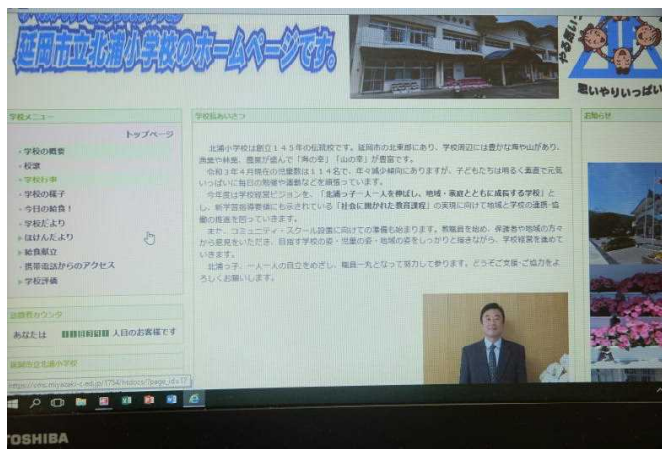 延岡市立北浦小学校のホームページです。
やる気いっ
思いやりいっぱい
学校メニュー
トップページ
学校の概要
校歌
学校行事
学校の様子
今日の給食!
学校だより
ほけんだより
給食献立
携帯電話からのアクセス
学校評価
訪問者カウンタ
あなたは
人目のお客様です
延岡市立北浦小学校
学校長あいさつ
北浦小学校は創立145年の伝統校です。延岡市の北東部にあり、学校周辺には豊かな海や山があり、
漁業や林業、農業が盛んで「海の幸」「山の幸」が豊富です。
令和3年4月現在の児童数は114名で、年々減少傾向にありますが、子どもたちは明るく素直で元気
いっぱいに毎日の勉強や運動などを頑張っています。
今年度は学校経営ビジョンを、「北浦っ子一人一人を伸ばし、地域・家庭とともに成長する学校」と
し、新学習指導要領にも示されている「社会に開かれた教育課程」の実現に向けて地域と学校の連携・協
働の推進を図っていきます。
また、コミュニティ・スクール設置に向けての準備も始まります。教職員を始め、保護者や地域の方々
から意見をいただき、目指す学校の姿・児童の姿・地域の姿をしっかりと描きながら、学校経営を進めて
いきます。
北浦っ子、一人一人の自立をめざし、職員一丸となって努力して参ります。どうぞご支援・ご協力をよ
ろしくお願いします。
お知らせ
https://cms.miyazaki-c.ed.jp/1754/htdocs/?page_id=17
TOSHIBA